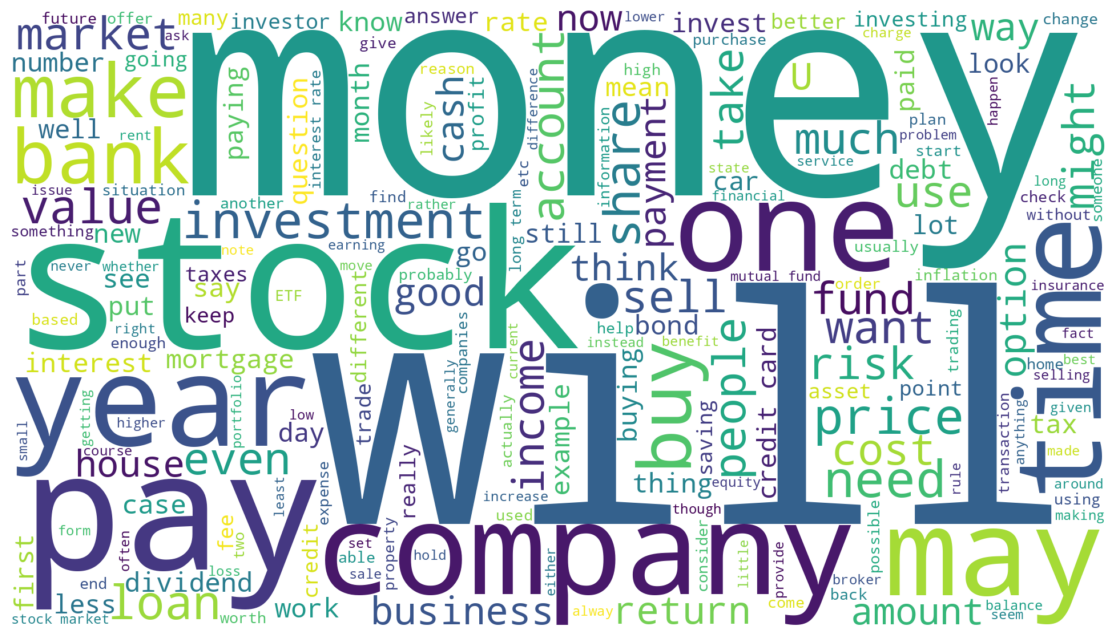 money
will
stock
pay
company
one
year
time
may
bank
make
market
buy
share
account
investment
value
number
going
many
investor
future
offer
ask
know
give
answer
lower
rate
now
purchase
invest
charge
better
investing
way
change
look
well
rent
paying
question
interest rate
month
likely
reason
cash
profit
high
difference
etc
mean
information
payment
take
U
much
service
paid
plan
problem
start
happen
might
someone
long
check
without
issue
situation
something
new
another
find
rather
earning
note
go
long term
still
car
state
financial
debt
use
lot
usually
part
never
whether
see
taxes
say
keep
put
ETF
move
different
probably
good
think
sell
mutual fund
fund
order
inflation
option
insurance
based
right
enough
interest
mortgage
help
instead
bond
benefit
want
risk
trading
home
fact
best
selling
small
getting
higher
course
portfolio
low
day
trade
generally
companies
current
actually
income
example
buying
people
saving
credit card
asset
point
price
tax
given
made
house
even
least
expense
really
increase
used
thing
equity
though
cost
need
rule
transaction
anything
around
using
making
first
form
often
two
case
loss
fee
credit
set
able
sale
property
hold
either
consider
little
provide
possible
end
less
stock market
dividend
loan
worth
work
business
alway
return
come
broker
back
amount
balance
seem